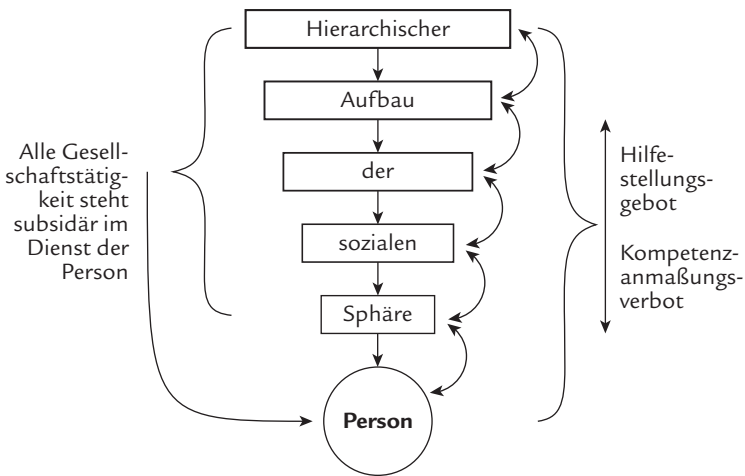 Hierarchischer
Aufbau
der
sozialen
Sphäre
Person
Alle Gesell-
schaftstätig-
keit steht
subsidär im
Dienst der
Person
Hilfe-
stellungs-
gebot
Kompetenz-
anmaßungs-
verbot